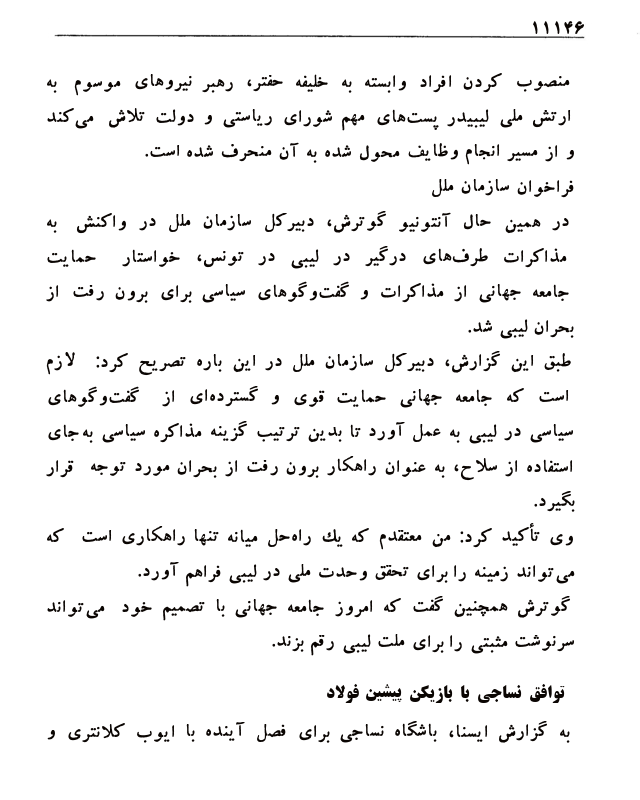 ۱۱۱۴۶
منصوب کردن افراد وابسته به خلیفه حفتر، رهبر نیروهای موسوم به
ارتش ملی لیبیدر پست‌های مهم شورای ریاستی و دولت تلاش می‌کند
و از مسیر انجام وظایف محول شده به آن منحرف شده است.
فراخوان سازمان ملل
در همین حال آنتونیو گوترش، دبیرکل سازمان ملل در واکنش به
مذاکرات طرف‌های درگیر در لیبی در تونس، خواستار حمایت
جامعه جهانی از مذاکرات و گفت‌وگوهای سیاسی برای برون رفت از
بحران لیبی شد.
طبق این گزارش، دبیرکل سازمان ملل در این باره تصریح کرد: لازم
است که جامعه جهانی حمایت قوی و گسترده‌ای از گفت‌وگوهای
سیاسی در لیبی به عمل آورد تا بدین ترتیب گزینه مذاکره سیاسی به‌جای
استفاده از سلاح، به عنوان راهکار برون رفت از بحران مورد توجه قرار
بگیرد.
وی تأکید کرد: من معتقدم که یك راه‌حل میانه تنها راهکاری است که
می‌تواند زمینه را برای تحقق وحدت ملی در لیبی فراهم آورد.
گوترش همچنین گفت که امروز جامعه جهانی با تصمیم خود می‌تواند
سرنوشت مثبتی را برای ملت لیبی رقم بزند.
توافق نساجی با بازیکن پیشین فولاد
به گزارش ایسنا، باشگاه نساجی برای فصل آینده با ایوب کلانتری و